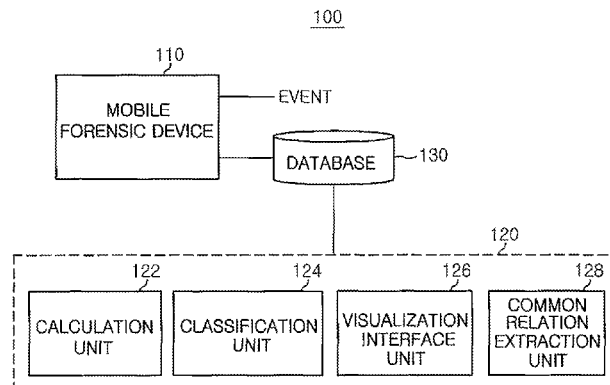 100
110
MOBILE
FORENSIC DEVICE
EVENT
DATABASE
130
120
122
CALCULATION
UNIT
124
CLASSIFICATION
UNIT
126
VISUALIZATION
INTERFACE
UNIT
128
COMMON
RELATION
EXTRACTION
UNIT